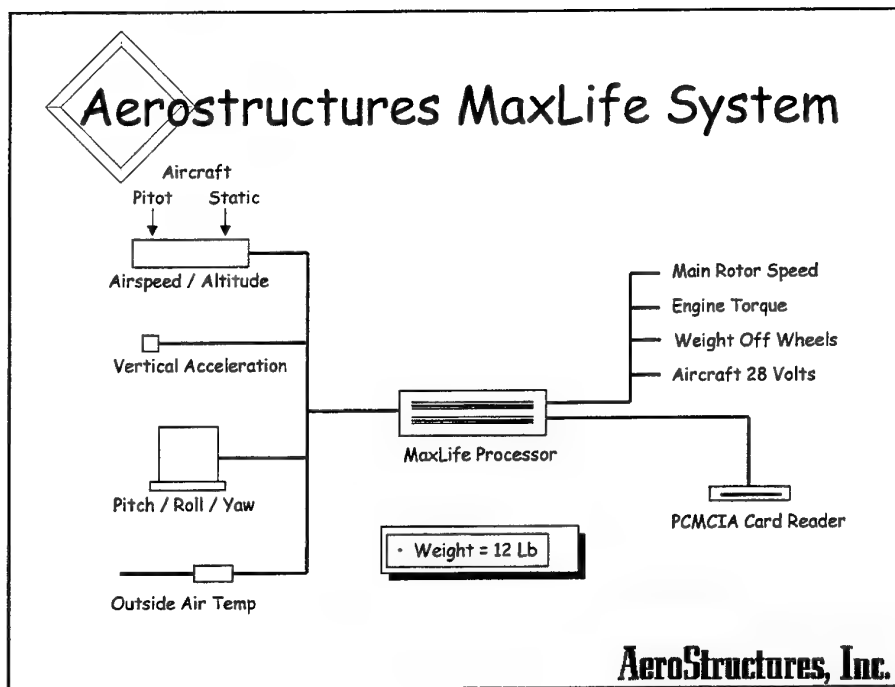 Aerostructures MaxLife System
Aircraft
Pitot Static
Airspeed / Altitude
Vertical Acceleration
Pitch / Roll / Yaw
Outside Air Temp
MaxLife Processor
• Weight = 12 Lb
Main Rotor Speed
Engine Torque
Weight Off Wheels
Aircraft 28 Volts
PCMCIA Card Reader
AeroStructures, Inc.